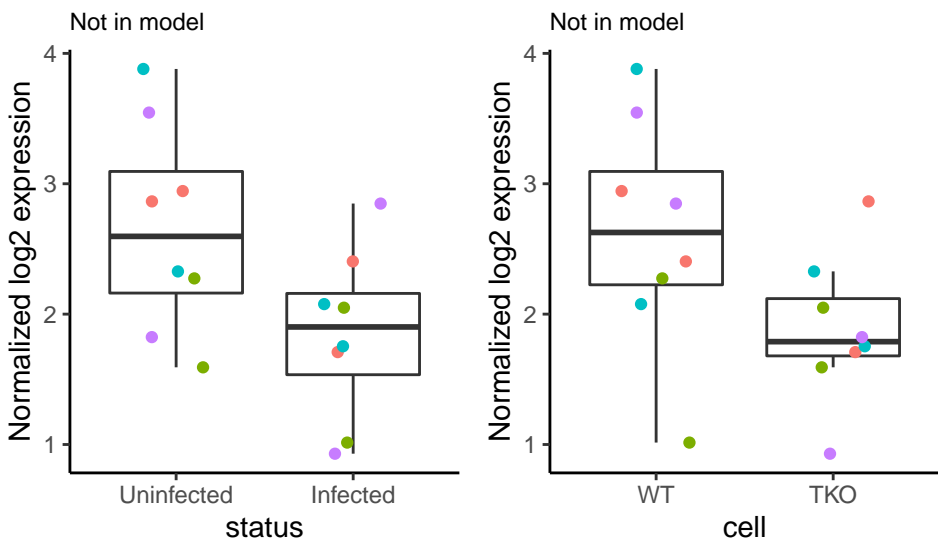 Not in model
Normalized log2 expression
4
3
2
1
Uninfected
Infected
status
Not in model
Normalized log2 expression
4
3
2
1
WT
TKO
cell